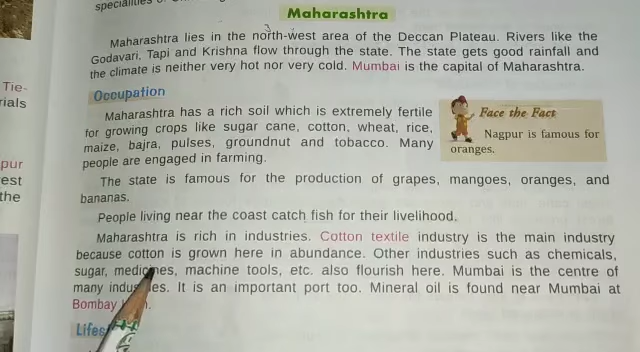 specialities of
Maharashtra
Maharashtra lies in the north-west area of the Deccan Plateau. Rivers like the
Godavari, Tapi and Krishna flow through the state. The state gets good rainfall and
the climate is neither very hot nor very cold. Mumbai is the capital of Maharashtra.
Occupation
Maharashtra has a rich soil which is extremely fertile
for growing crops like sugar cane, cotton, wheat, rice,
maize, bajra, pulses, groundnut and tobacco. Many
people are engaged in farming.
Face the Fact
Nagpur is famous for
oranges.
The state is famous for the production of grapes, mangoes, oranges, and
bananas.
People living near the coast catch fish for their livelihood.
Maharashtra is rich in industries. Cotton textile industry is the main industry
because cotton is grown here in abundance. Other industries such as chemicals,
sugar, medicines, machine tools, etc. also flourish here. Mumbai is the centre of
many industries. It is an important port too. Mineral oil is found near Mumbai at
Bombay
Lifes
Tie-
rials
pur
est
the